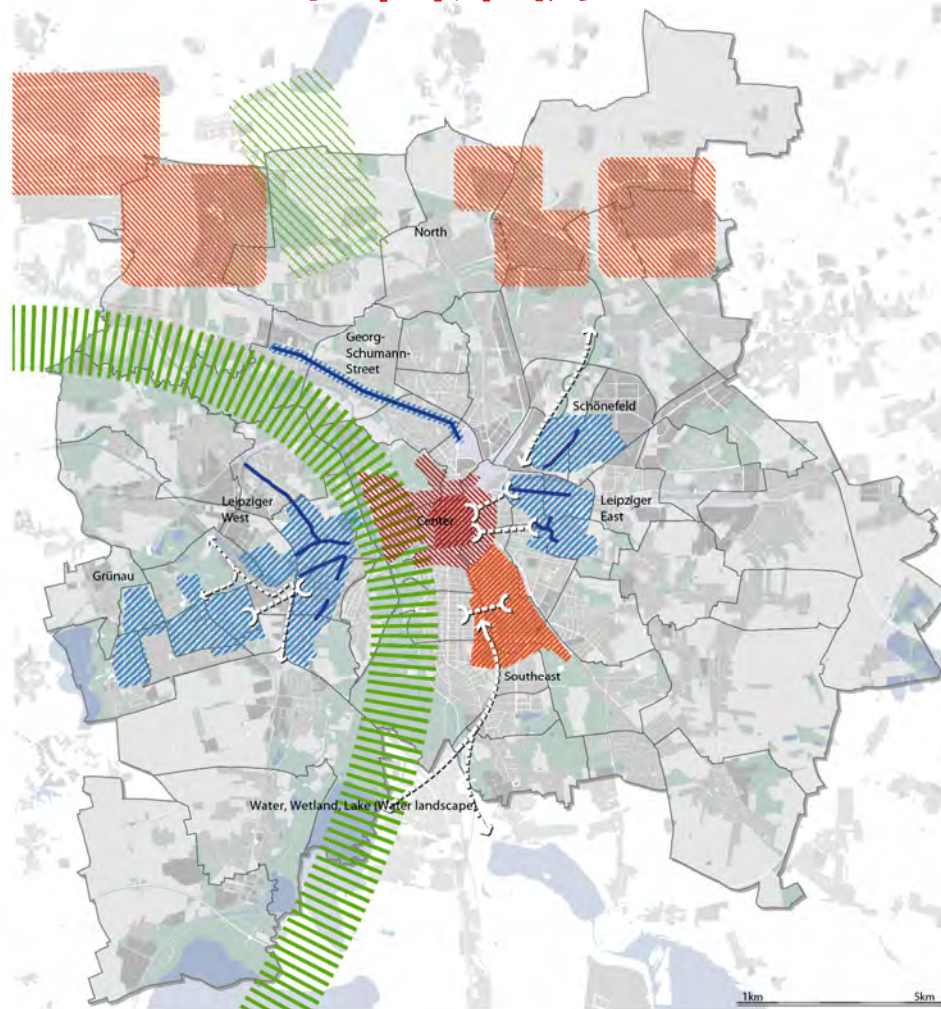 North
Georg-
Schumann-
Street
Schönefeld
Leipziger
West
Center
Leipziger
East
Grünau
Southeast
Water, Wetland, Lake (Water landscape)
1km 5km